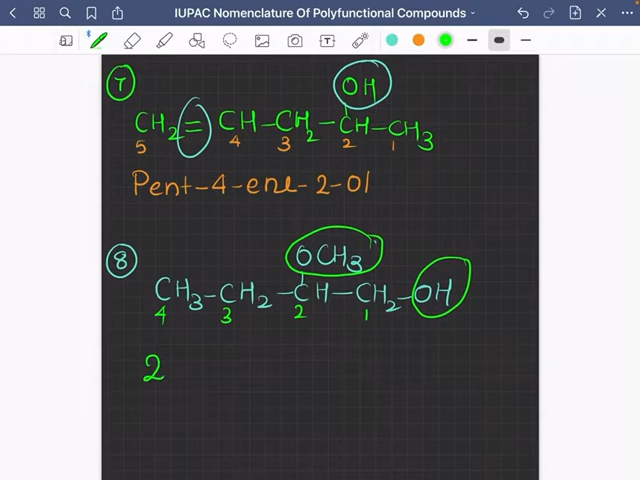 IUPAC Nomenclature Of Polyfunctional Compounds
7
OH
CH2=CH-CH2-CH-CH3
5 4 3 2 1
Pent-4-ene-2-Ol
8
OCH3
CH3-CH2-CH-CH2-OH
4 3 2 1
2